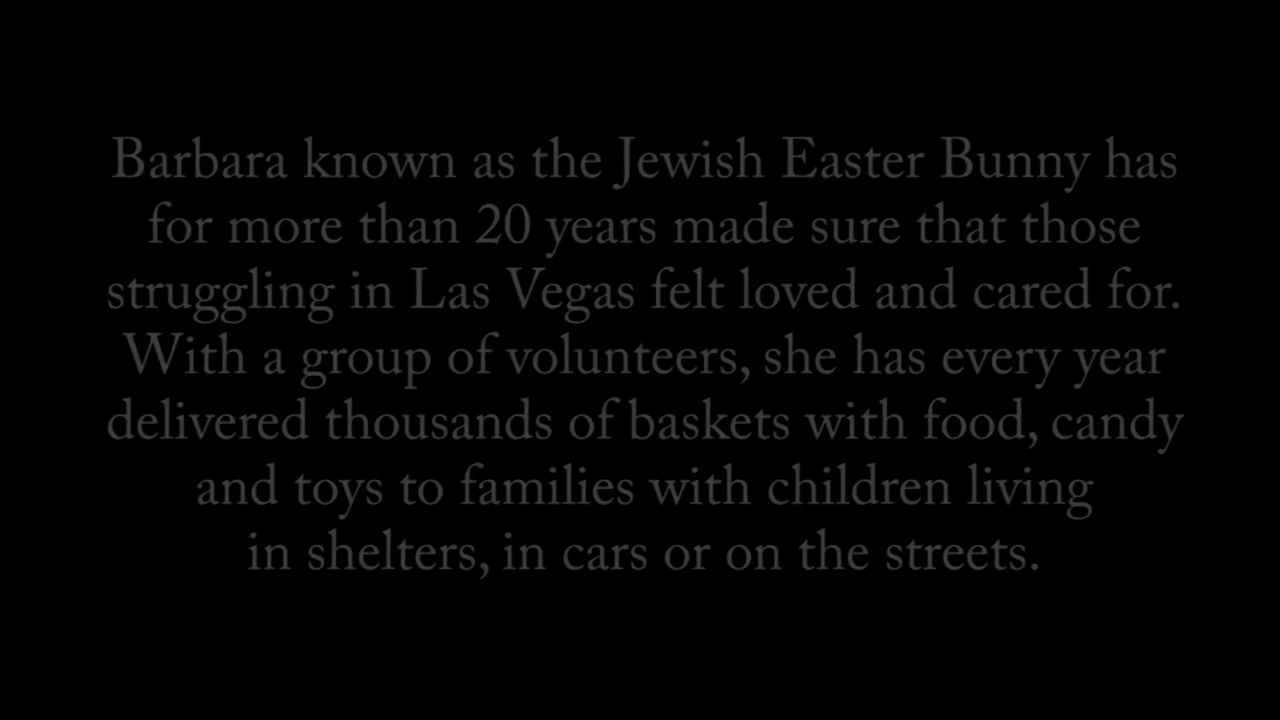 Barbara known as the Jewish Easter Bunny has
for more than 20 years made sure that those
struggling in Las Vegas felt loved and cared for.
With a group of volunteers, she has every year
delivered thousands of baskets with food, candy
and toys to families with children living
in shelters, in cars or on the streets.